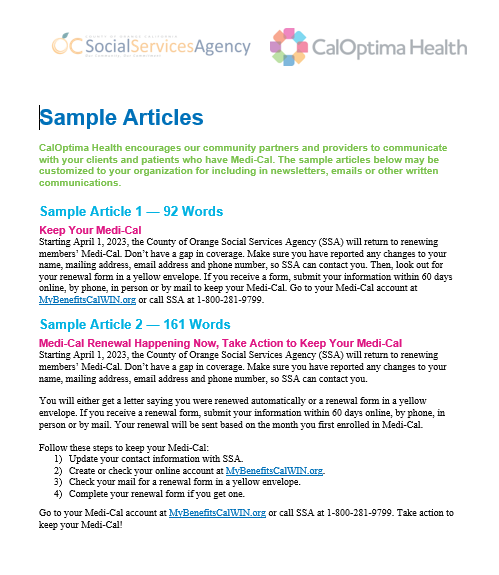 COUNTY OF ORANGE CALIFORNIA
OC SocialServicesAgency
Our Community. Our Commitment.
CalOptima Health
Sample Articles
CalOptima Health encourages our community partners and providers to communicate
with your clients and patients who have Medi-Cal. The sample articles below may be
customized to your organization for including in newsletters, emails or other written
communications.
Sample Article 1 — 92 Words
Keep Your Medi-Cal
Starting April 1, 2023, the County of Orange Social Services Agency (SSA) will return to renewing
members' Medi-Cal. Don't have a gap in coverage. Make sure you have reported any changes to your
name, mailing address, email address and phone number, so SSA can contact you. Then, look out for
your renewal form in a yellow envelope. If you receive a form, submit your information within 60 days
online, by phone, in person or by mail to keep your Medi-Cal. Go to your Medi-Cal account at
MyBenefitsCalWIN.org or call SSA at 1-800-281-9799.
Sample Article 2 — 161 Words
Medi-Cal Renewal Happening Now, Take Action to Keep Your Medi-Cal
Starting April 1, 2023, the County of Orange Social Services Agency (SSA) will return to renewing
members' Medi-Cal. Don't have a gap in coverage. Make sure you have reported any changes to your
name, mailing address, email address and phone number, so SSA can contact you.
You will either get a letter saying you were renewed automatically or a renewal form in a yellow
envelope. If you receive a renewal form, submit your information within 60 days online, by phone, in
person or by mail. Your renewal will be sent based on the month you first enrolled in Medi-Cal.
Follow these steps to keep your Medi-Cal:
1) Update your contact information with SSA.
2) Create or check your online account at MyBenefitsCalWIN.org.
3) Check your mail for a renewal form in a yellow envelope.
4) Complete your renewal form if you get one.
Go to your Medi-Cal account at MyBenefitsCalWIN.org or call SSA at 1-800-281-9799. Take action to
keep your Medi-Cal!